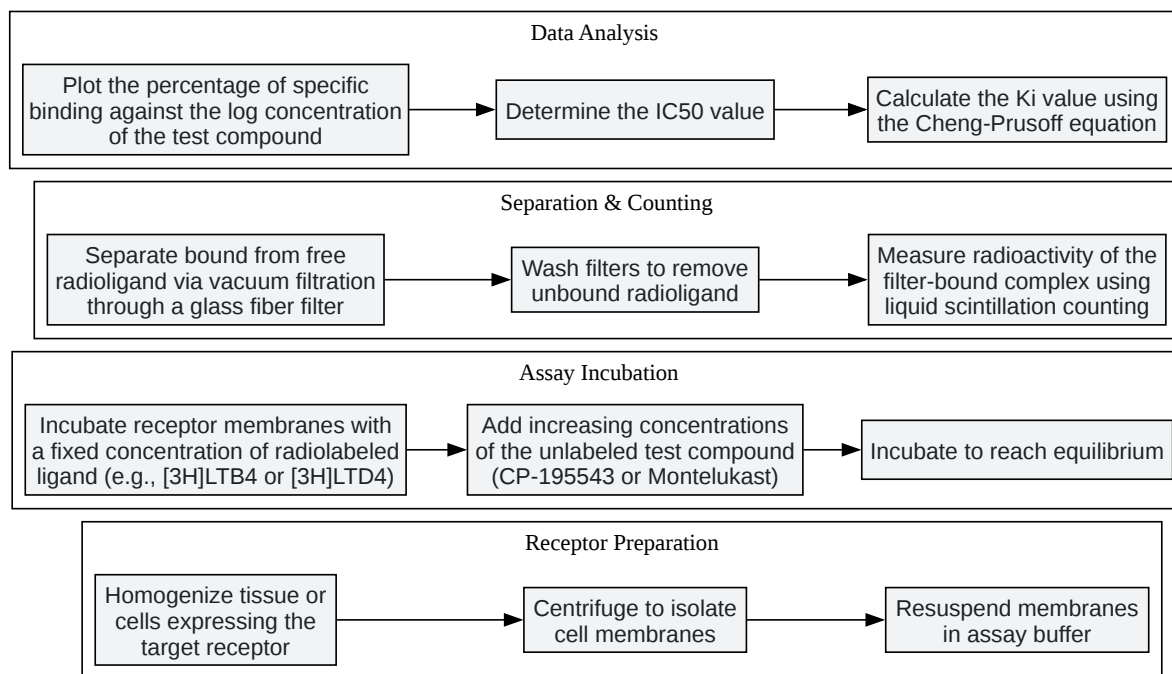 Data Analysis
Plot the percentage of specific
binding against the log concentration
of the test compound
Determine the IC50 value
Calculate the Ki value using
the Cheng-Prusoff equation
Separation & Counting
Separate bound from free
radioligand via vacuum filtration
through a glass fiber filter
Wash filters to remove
unbound radioligand
Measure radioactivity of the
filter-bound complex using
liquid scintillation counting
Assay Incubation
Incubate receptor membranes with
a fixed concentration of radiolabeled
ligand (e.g., [3H]LTB4 or [3H]LTD4)
Add increasing concentrations
of the unlabeled test compound
(CP-195543 or Montelukast)
Incubate to reach equilibrium
Receptor Preparation
Homogenize tissue or
cells expressing the
target receptor
Centrifuge to isolate
cell membranes
Resuspend membranes
in assay buffer